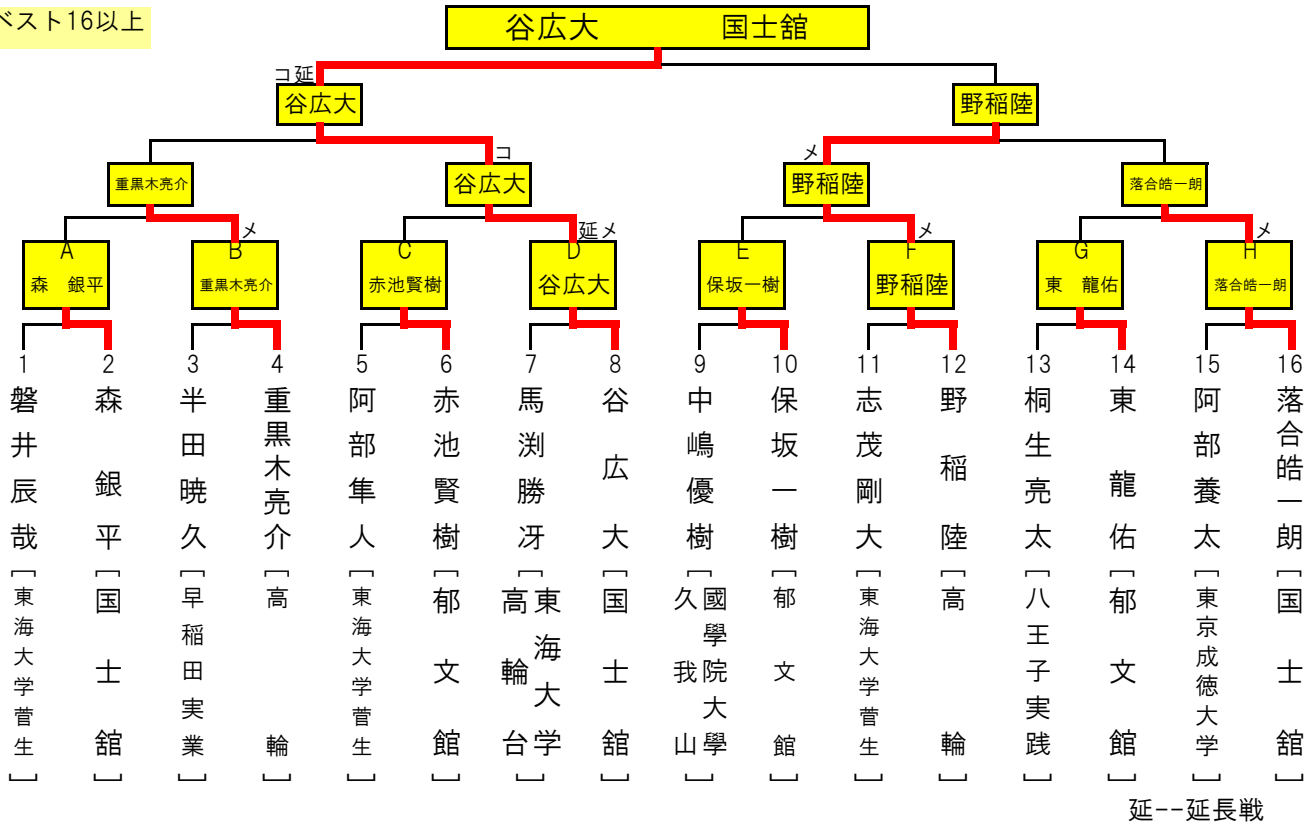 ベスト16以上
谷広大 国士舘
コ延
谷広大
野稲陸
コ
メ
重黒木亮介
谷広大
野稲陸
落合皓一朗
メ
延メ
メ
メ
A
B
C
D
E
F
G
H
森 銀平
重黒木亮介
赤池賢樹
谷広大
保坂一樹
野稲陸
東 龍佑
落合皓一朗
1 2 3 4 5 6 7 8 9 10 11 12 13 14 15 16
磐井辰哉[東海大学菅生]
森 銀平[国士舘]
半田暁久[早稲田実業]
重黒木亮介[高輪]
阿部隼人[東海大学菅生]
赤池賢樹[郁文館]
馬渕勝冴[東海大学高輪台]
谷広大[国士舘]
中嶋優樹[國學院大學久我山]
保坂一樹[郁文館]
志茂剛大[東海大学菅生]
野稲陸[高輪]
桐生亮太[八王子実践]
東 龍佑[郁文館]
阿部養太[東京成徳大学]
落合皓一朗[国士舘]
延--延長戦